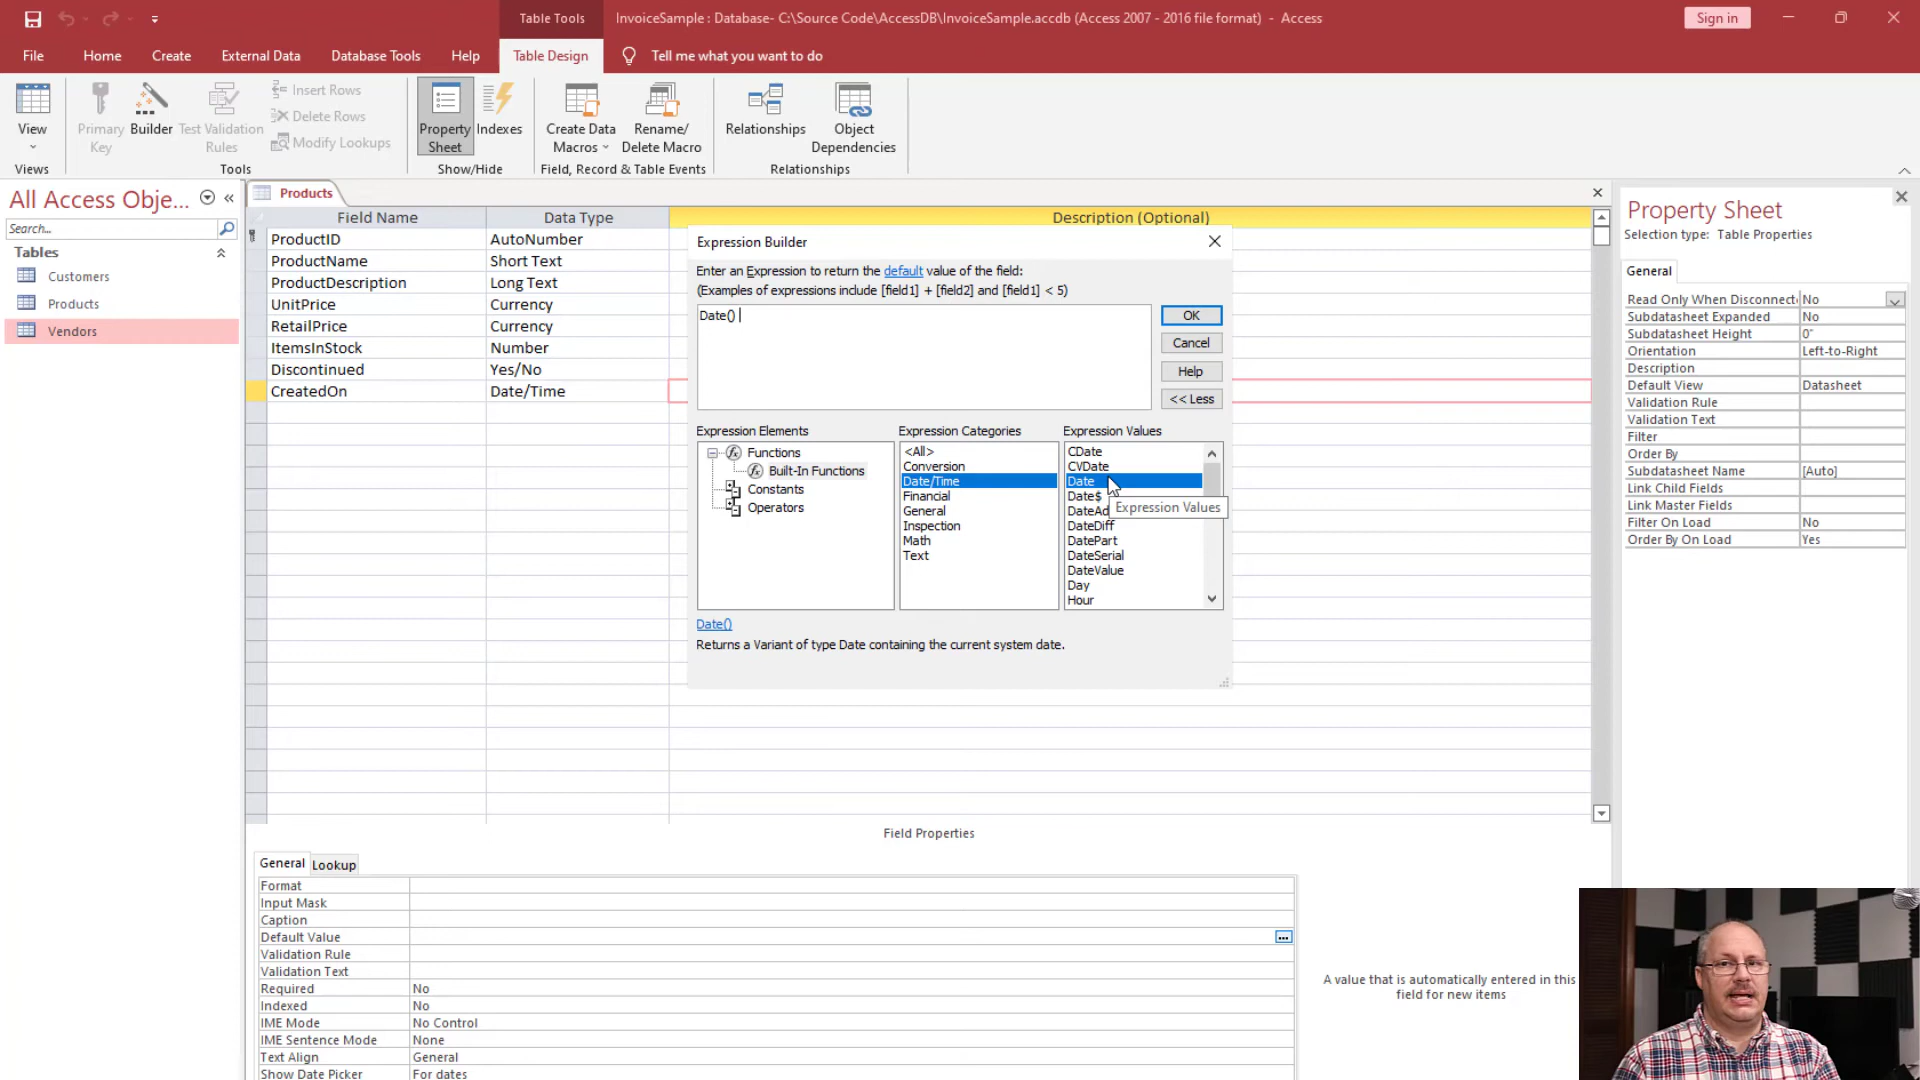 Table Tools
InvoiceSample : Database- C:\Source Code\AccessDB\InvoiceSample.accdb (Access 2007 - 2016 file format) - Access
Sign in
File Home Create External Data Database Tools Help Table Design Tell me what you want to do
View
Primary Key
Builder
Test Validation Rules
Insert Rows
Delete Rows
Modify Lookups
Property Sheet
Indexes
Create Data Macros
Rename/ Delete Macro
Relationships
Object Dependencies
Views Tools Show/Hide Field, Record & Table Events Relationships
All Access Obje...
Search...
Tables
Customers
Products
Vendors
Products
Field Name Data Type Description (Optional)
ProductID AutoNumber
ProductName Short Text
ProductDescription Long Text
UnitPrice Currency
RetailPrice Currency
ItemsInStock Number
Discontinued Yes/No
CreatedOn Date/Time
Expression Builder
Enter an Expression to return the default value of the field:
(Examples of expressions include [field1] + [field2] and [field1] < 5)
Date()
OK
Cancel
Help
<< Less
Expression Elements
Functions
Built-In Functions
Constants
Operators
Expression Categories
<All>
Conversion
Date/Time
Financial
General
Inspection
Math
Text
Expression Values
CDate
CVDate
Date
Date$
DateAd
Expression Values
DateDiff
DatePart
DateSerial
DateValue
Day
Hour
Date()
Returns a Variant of type Date containing the current system date.
Property Sheet
Selection type: Table Properties
General
Read Only When Disconnect No
Subdatasheet Expanded No
Subdatasheet Height 0"
Orientation Left-to-Right
Description
Default View Datasheet
Validation Rule
Validation Text
Filter
Order By
Subdatasheet Name [Auto]
Link Child Fields
Link Master Fields
Filter On Load No
Order By On Load Yes
Field Properties
General Lookup
Format
Input Mask
Caption
Default Value ...
Validation Rule
Validation Text
Required No
Indexed No
IME Mode No Control
IME Sentence Mode None
Text Align General
Show Date Picker For dates
A value that is automatically entered in this
field for new items